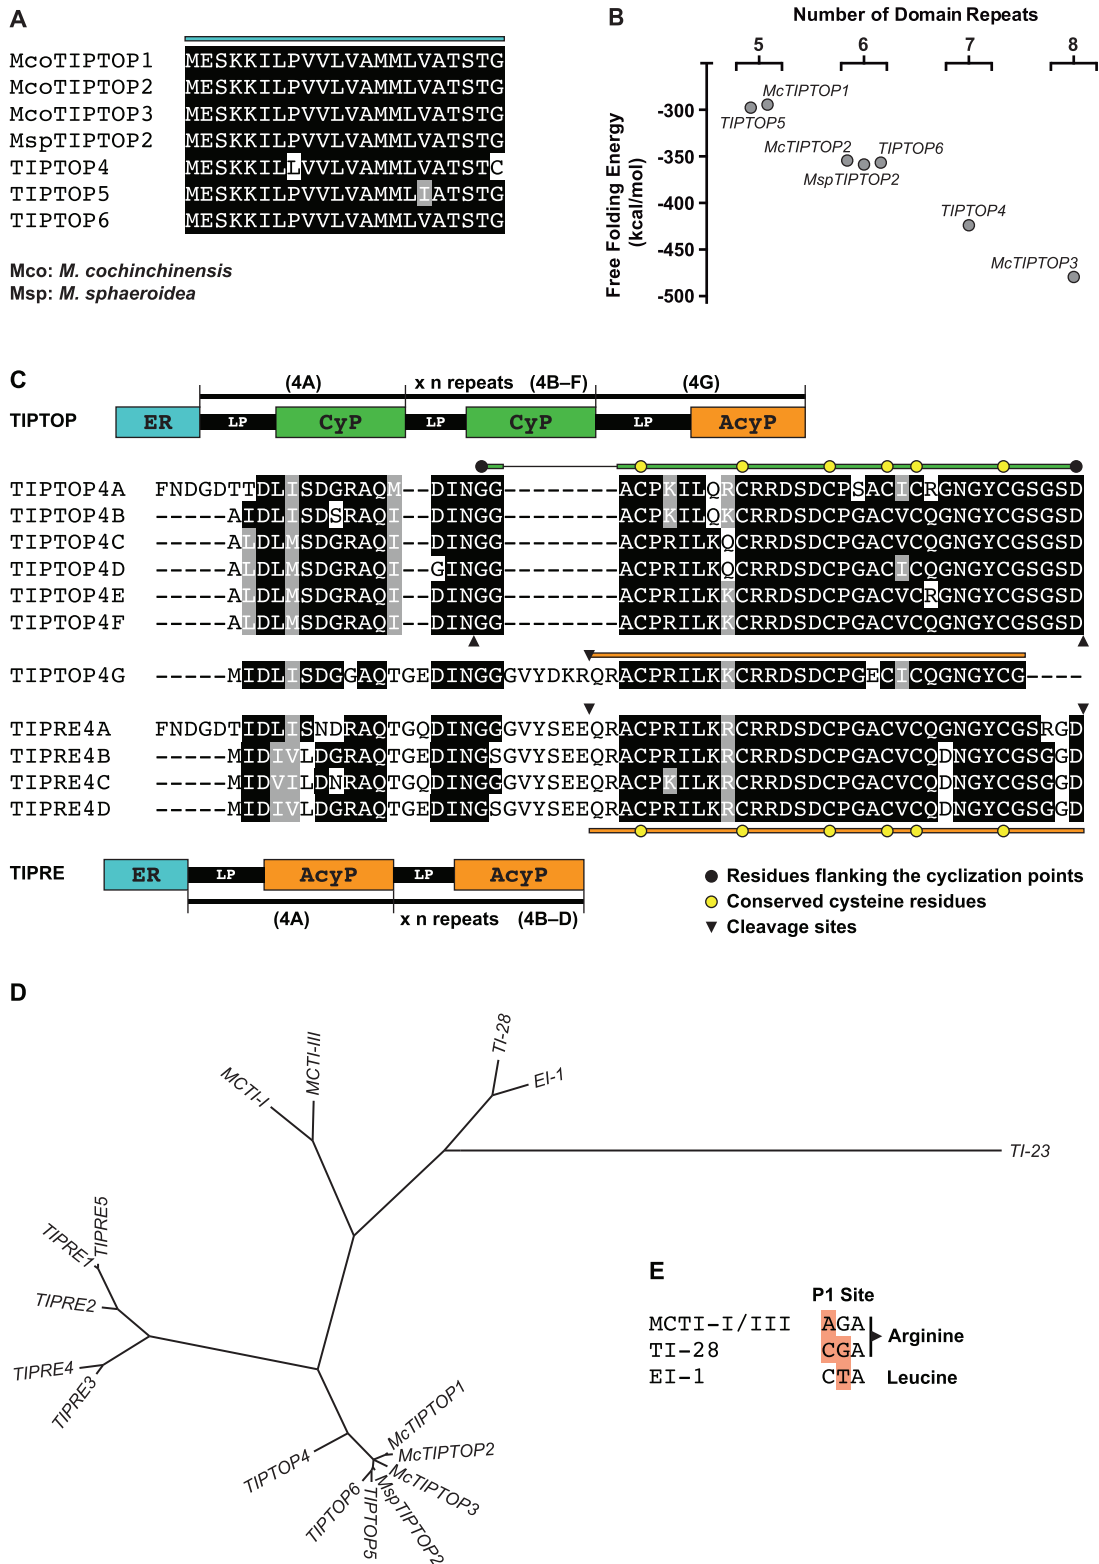 A
McoTIPTOP1 MESKKILPVVLVAMMLVATSTG
McoTIPTOP2 MESKKILPVVLVAMMLVATSTG
McoTIPTOP3 MESKKILPVVLVAMMLVATSTG
MspTIPTOP2 MESKKILPVVLVAMMLVATSTG
TIPTOP4 MESKKILLVVLVAMMLVATSTC
TIPTOP5 MESKKILPVVLVAMMLIATSTG
TIPTOP6 MESKKILPVVLVAMMLVATSTG
Mco: M. cochinchinensis
Msp: M. sphaeroidea
B
Number of Domain Repeats
5 6 7 8
Free Folding Energy
(kcal/mol)
-300
-350
-400
-450
-500
McTIPTOP1
TIPTOP5
McTIPTOP2
TIPTOP6
MspTIPTOP2
TIPTOP4
McTIPTOP3
C
(4A) x n repeats (4B–F) (4G)
TIPTOP ER LP CyP LP CyP LP AcyP
TIPTOP4A FNDGDTTDLISDGRAQM--DINGG--------ACPKILQRCRRDSDCPSACICRGNGYCGSGSD
TIPTOP4B -----AIDLISDSRAQI--DINGG--------ACPKILQKCRRDSDCPGACVCQGNGYCGSGSD
TIPTOP4C -----ALDLMSDGRAQI--DINGG--------ACPRILKQCRRDSDCPGACVCQGNGYCGSGSD
TIPTOP4D -----ALDLMSDGRAQI--GINGG--------ACPRILKQCRRDSDCPGACICQGNGYCGSGSD
TIPTOP4E -----ALDLMSDGRAQI--DINGG--------ACPRILKKCRRDSDCPGACVCRGNGYCGSGSD
TIPTOP4F -----ALDLMSDGRAQI--DINGG--------ACPRILKKCRRDSDCPGACVCQGNGYCGSGSD
TIPTOP4G -----MIDLISDGGAQTGEDINGGGVYDKRQRACPRILKKCRRDSDCPGECICQGNGYCG----
TIPRE4A FNDGDTIDLISNDRAQTGQDINGGGVYSEEQRACPRILKRCRRDSDCPGACVCQGNGYCGSRGD
TIPRE4B -----MIDIVLDGRAQTGEDINGSGVYSEEQRACPRILKRCRRDSDCPGACVCQDNGYCGSGGD
TIPRE4C -----MIDVILDNRAQTGQDINGGGVYSEEQRACPKILKRCRRDSDCPGACVCQDNGYCGSGGD
TIPRE4D -----MIDIVLDGRAQTGEDINGSGVYSEEQRACPRILKRCRRDSDCPGACVCQDNGYCGSGGD
TIPRE ER LP AcyP LP AcyP
(4A) x n repeats (4B–D)
Residues flanking the cyclization points
Conserved cysteine residues
Cleavage sites
D
MCTI-I
MCTI-III
TI-28
EI-1
TI-23
TIPRE1
TIPRE5
TIPRE2
TIPRE4
TIPRE3
TIPTOP4
McTIPTOP1
McTIPTOP2
McTIPTOP3
MspTIPTOP2
TIPTOP5
TIPTOP6
E
P1 Site
MCTI-I/III AGA
Arginine
TI-28 CGA
EI-1 CTA Leucine